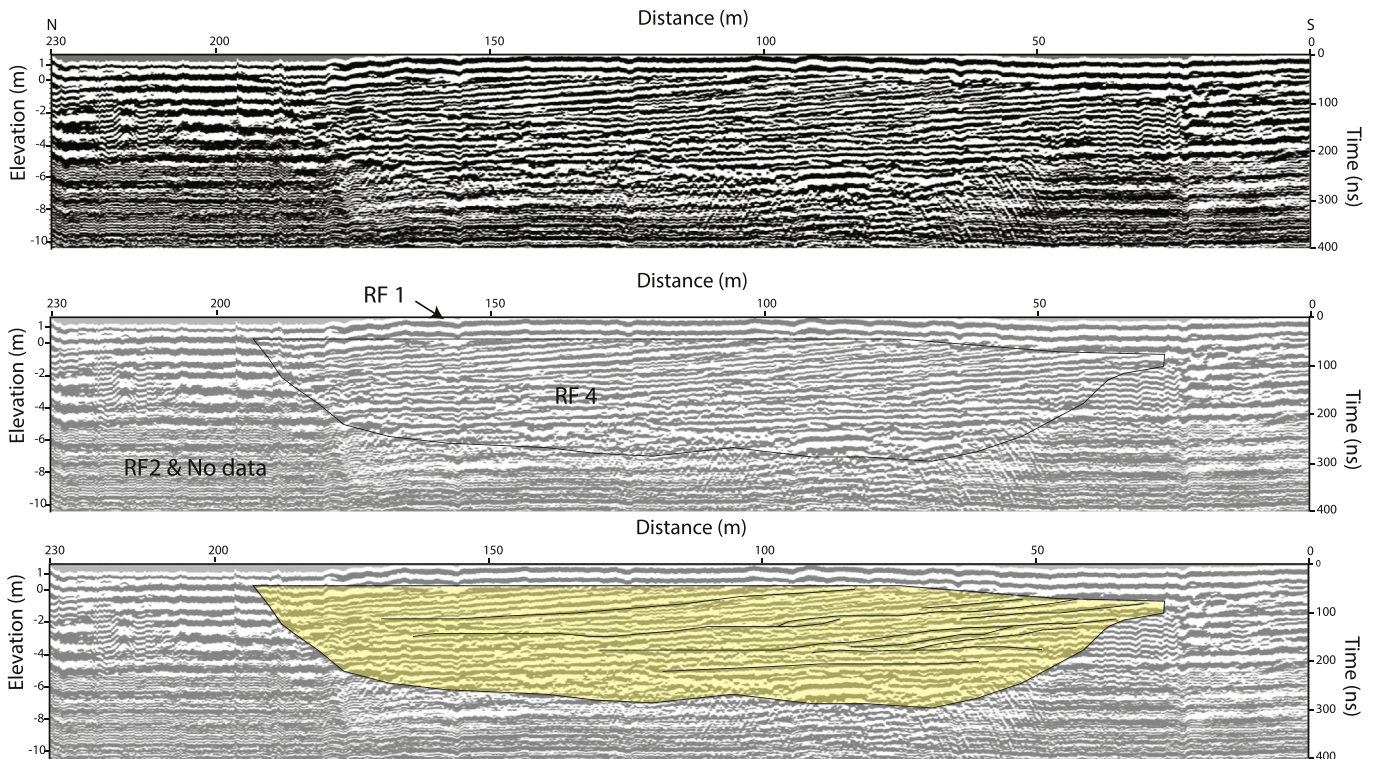 Distance (m)
N S
230 200 150 100 50 0
Elevation (m)
1
0
-2
-4
-6
-8
-10
0
100
200
300
400
Time (ns)
Distance (m)
RF 1
230 200 150 100 50 0
Elevation (m)
1
0
-2
-4
-6
-8
-10
RF 4
RF2 & No data
0
100
200
300
400
Time (ns)
Distance (m)
230 200 150 100 50 0
Elevation (m)
1
0
-2
-4
-6
-8
-10
0
100
200
300
400
Time (ns)